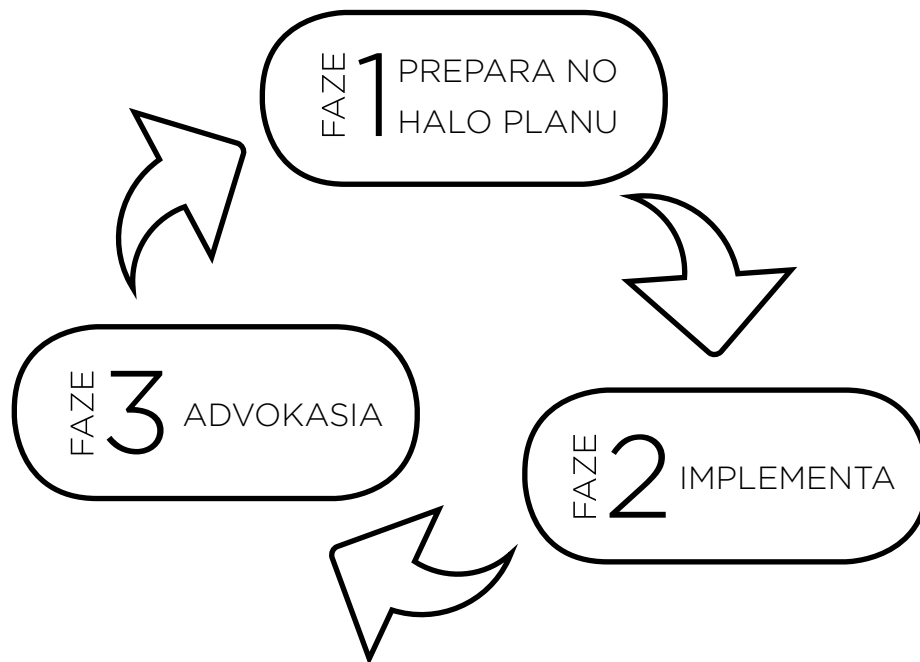 FAZE 1 PREPARA NO
HALO PLANU
FAZE 2 IMPLEMENTA
FAZE 3 ADVOKASIA